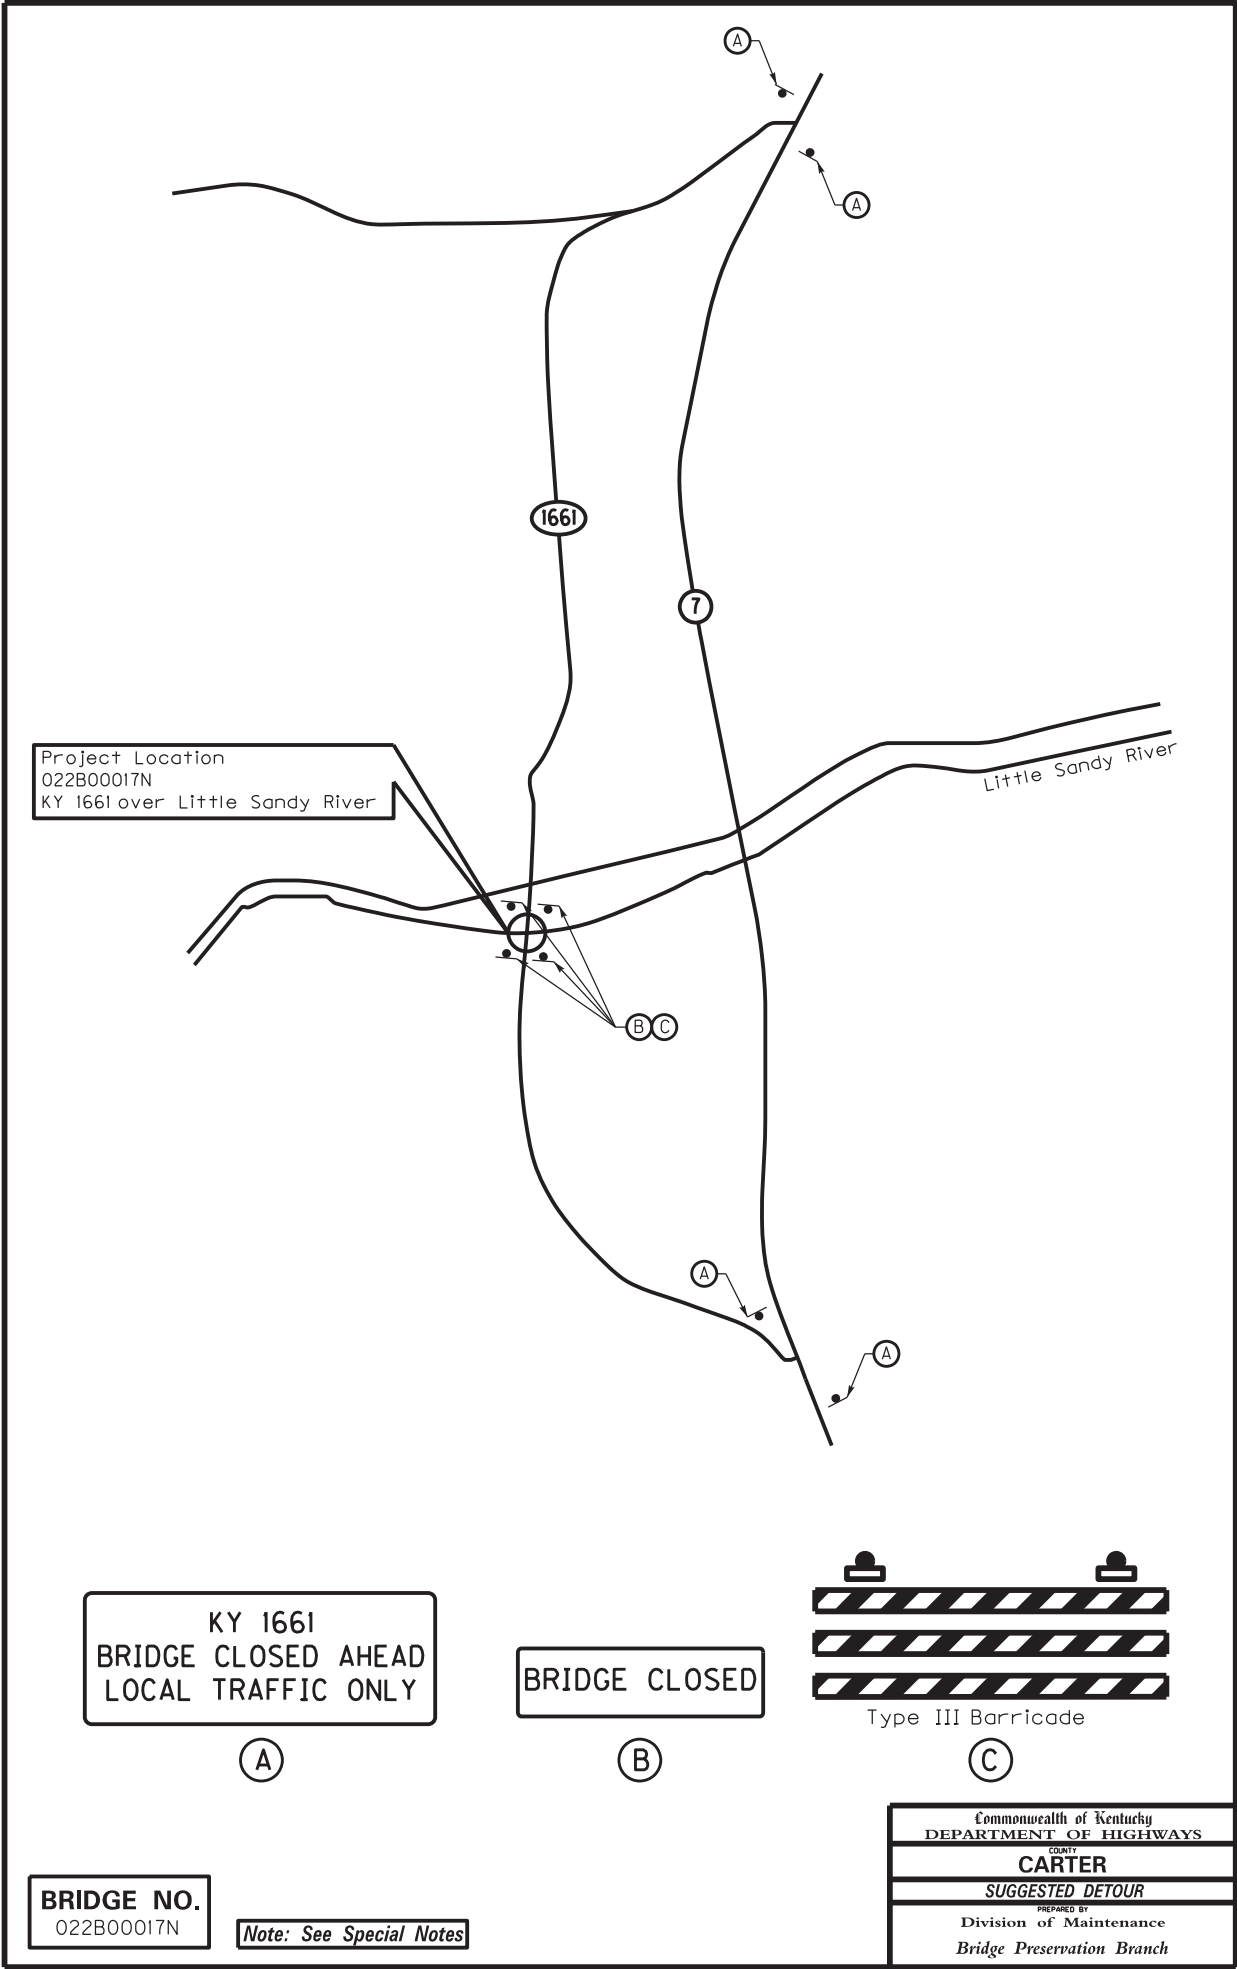 A
A
1661
7
Project Location
022B00017N
KY 1661 over Little Sandy River
Little Sandy River
B C
A
A
KY 1661
BRIDGE CLOSED AHEAD
LOCAL TRAFFIC ONLY
A
BRIDGE CLOSED
B
Type III Barricade
C
BRIDGE NO.
022B00017N
Note: See Special Notes
Commonwealth of Kentucky
DEPARTMENT OF HIGHWAYS
COUNTY
CARTER
SUGGESTED DETOUR
PREPARED BY
Division of Maintenance
Bridge Preservation Branch